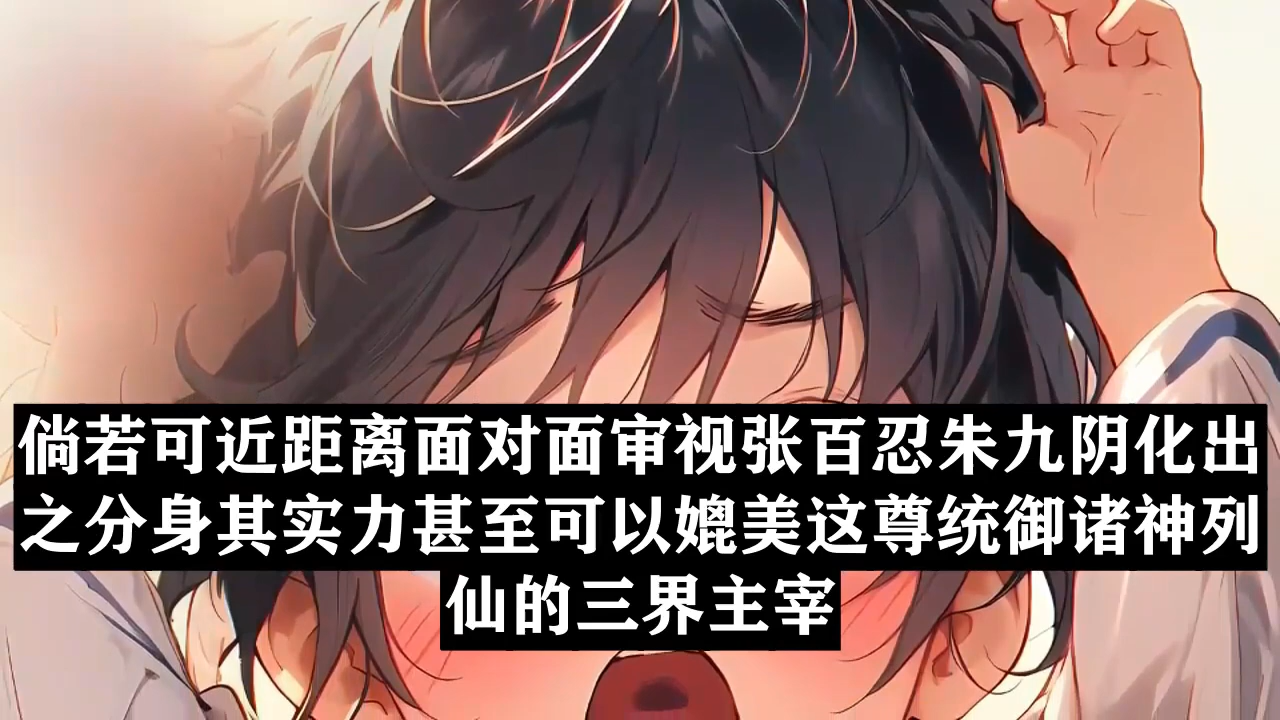 倘若可近距离面对面审视张百忍朱九阴化出
之分身其实力甚至可以媲美这尊统御诸神列
仙的三界主宰